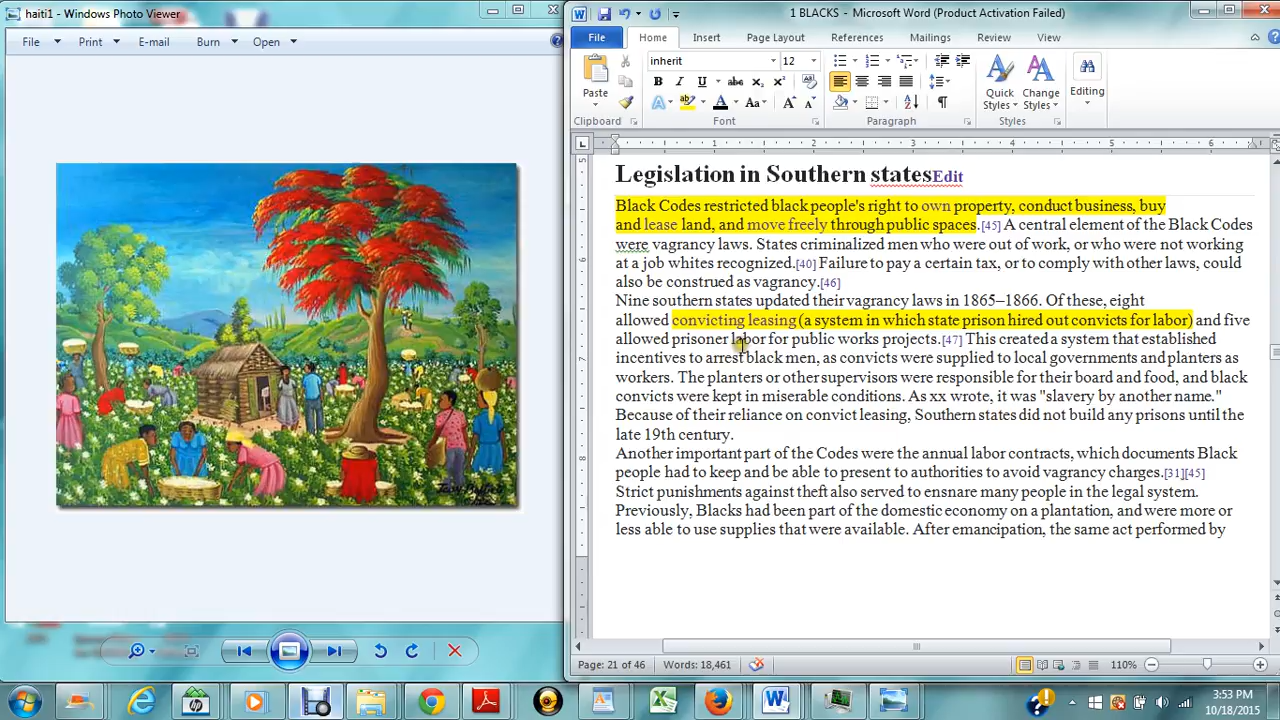 haiti1 - Windows Photo Viewer
File Print E-mail Burn Open
1 BLACKS - Microsoft Word (Product Activation Failed)
File Home Insert Page Layout References Mailings Review View
inherit 12
Paste
Quick Styles
Change Styles
Editing
Clipboard Font Paragraph Styles
1 2 3 4 5 6
Legislation in Southern statesEdit
Black Codes restricted black people's right to own property, conduct business, buy
and lease land, and move freely through public spaces.[45] A central element of the Black Codes
were vagrancy laws. States criminalized men who were out of work, or who were not working
at a job whites recognized.[40] Failure to pay a certain tax, or to comply with other laws, could
also be construed as vagrancy.[46]
Nine southern states updated their vagrancy laws in 1865–1866. Of these, eight
allowed convicting leasing (a system in which state prison hired out convicts for labor) and five
allowed prisoner labor for public works projects.[47] This created a system that established
incentives to arrest black men, as convicts were supplied to local governments and planters as
workers. The planters or other supervisors were responsible for their board and food, and black
convicts were kept in miserable conditions. As xx wrote, it was "slavery by another name."
Because of their reliance on convict leasing, Southern states did not build any prisons until the
late 19th century.
Another important part of the Codes were the annual labor contracts, which documents Black
people had to keep and be able to present to authorities to avoid vagrancy charges.[31][45]
Strict punishments against theft also served to ensnare many people in the legal system.
Previously, Blacks had been part of the domestic economy on a plantation, and were more or
less able to use supplies that were available. After emancipation, the same act performed by
Page: 21 of 46 Words: 18,461 110%
3:53 PM
10/18/2015